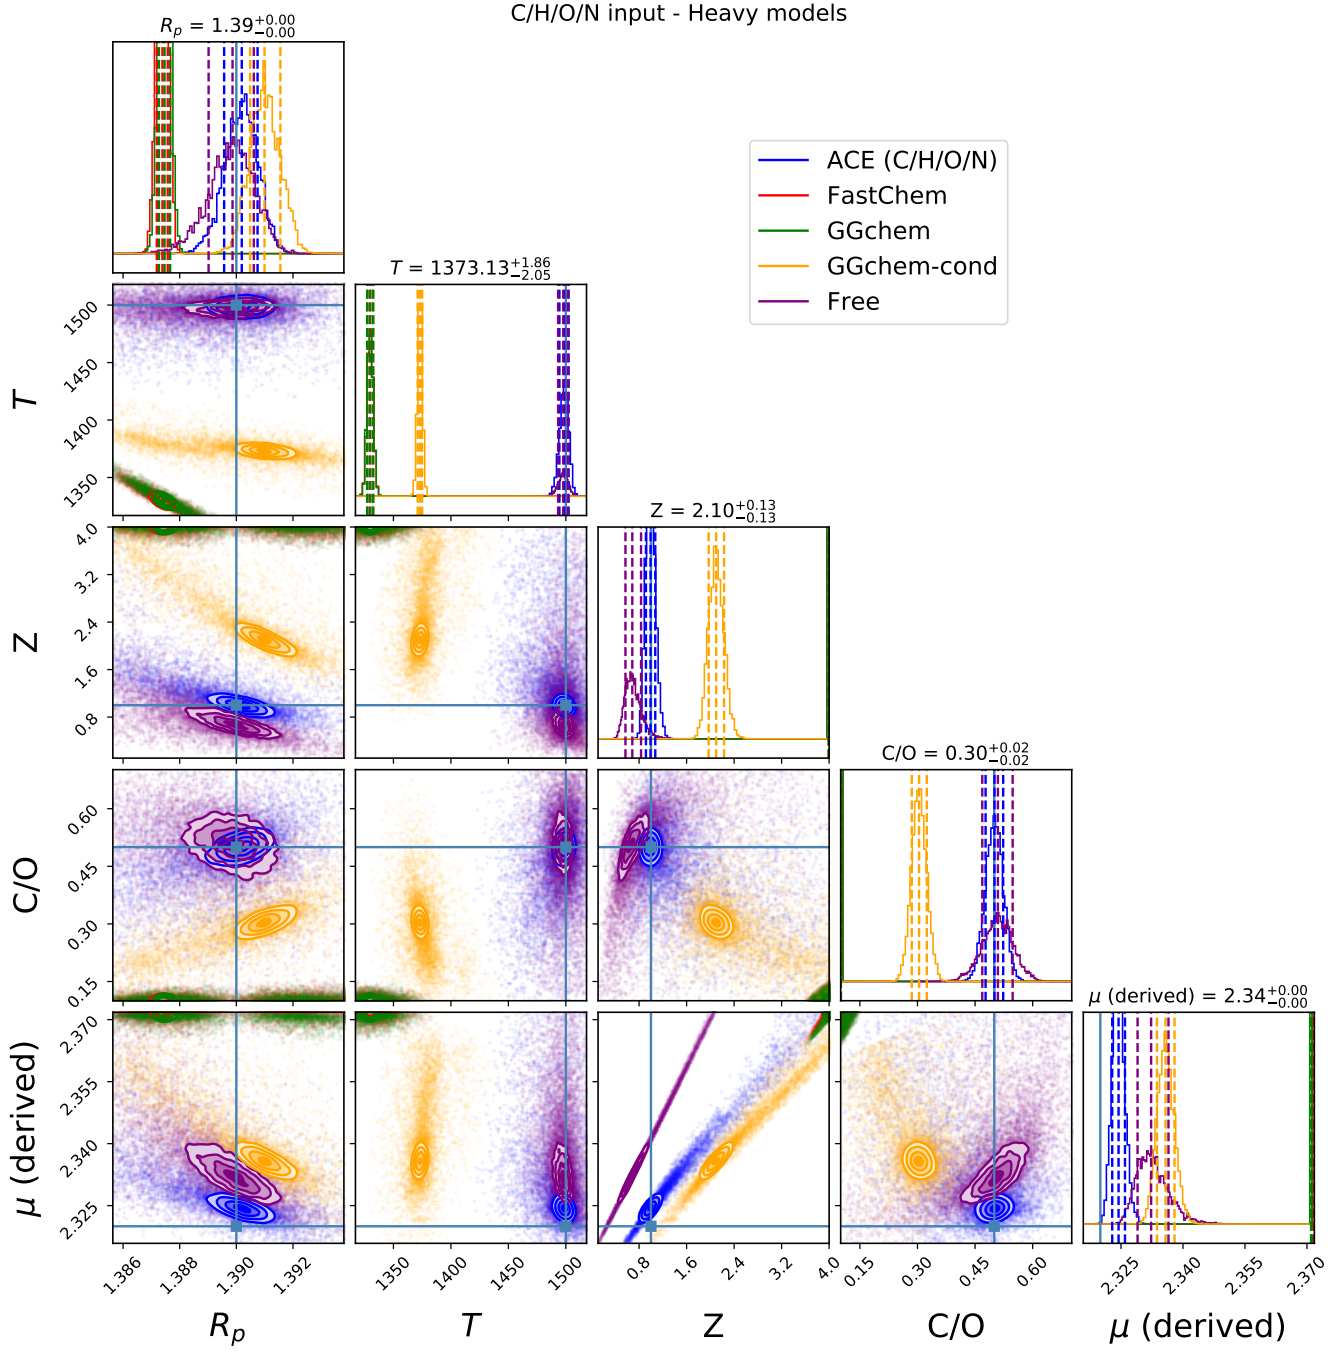 C/H/O/N input - Heavy models
R_p = 1.39^{+0.00}_{-0.00}
ACE (C/H/O/N)
FastChem
GGchem
GGchem-cond
Free
T = 1373.13^{+1.86}_{-2.05}
T
1500
1450
1400
1350
Z = 2.10^{+0.13}_{-0.13}
Z
4.0
3.2
2.4
1.6
0.8
C/O = 0.30^{+0.02}_{-0.02}
C/O
0.60
0.45
0.30
0.15
μ (derived) = 2.34^{+0.00}_{-0.00}
μ (derived)
2.370
2.355
2.340
2.325
1.386 1.388 1.390 1.392 1350 1400 1450 1500 0.8 1.6 2.4 3.2 4.0 0.15 0.30 0.45 0.60 2.325 2.340 2.355 2.370
R_p T Z C/O μ (derived)